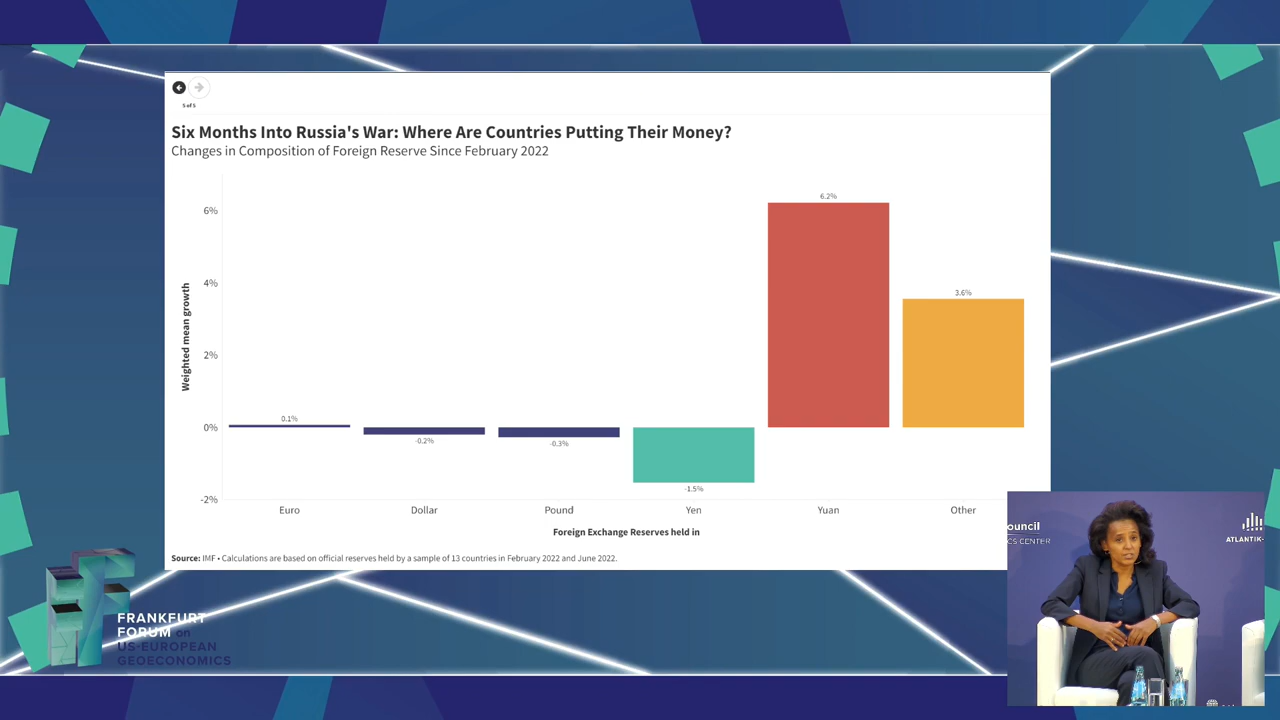 5 of 5
Six Months Into Russia's War: Where Are Countries Putting Their Money?
Changes in Composition of Foreign Reserve Since February 2022
Weighted mean growth
6%
4%
2%
0%
-2%
0.1%
-0.2%
-0.3%
-1.5%
6.2%
3.6%
Euro
Dollar
Pound
Yen
Yuan
Other
Foreign Exchange Reserves held in
Source: IMF • Calculations are based on official reserves held by a sample of 13 countries in February 2022 and June 2022.
FRANKFURT
FORUM on
US-EUROPEAN
GEOECONOMICS
ouncil
CS CENTER
ATLANTIK-